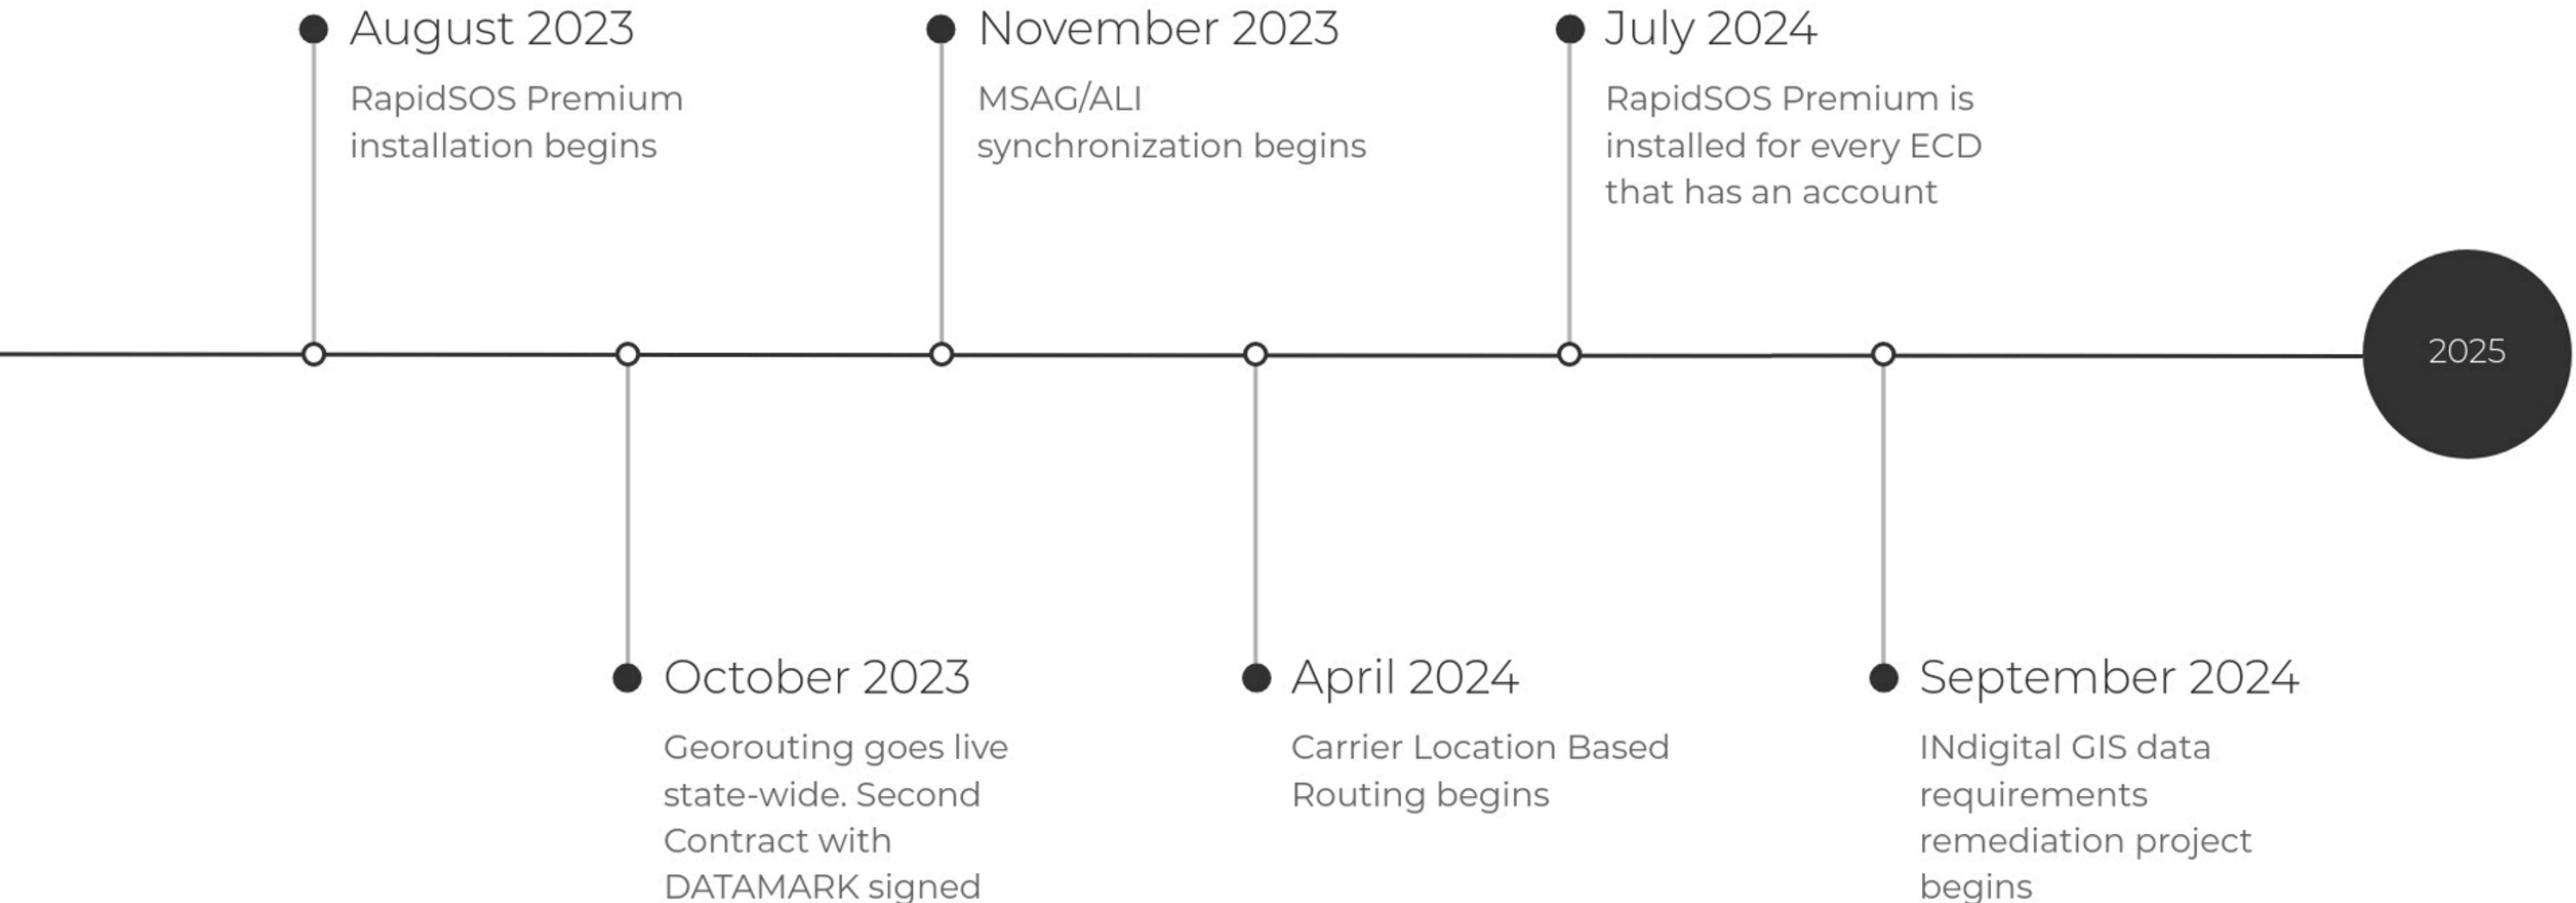 August 2023
RapidSOS Premium
installation begins
November 2023
MSAG/ALI
synchronization begins
July 2024
RapidSOS Premium is
installed for every ECD
that has an account
2025
October 2023
Georouting goes live
state-wide. Second
Contract with
DATAMARK signed
April 2024
Carrier Location Based
Routing begins
September 2024
INdigital GIS data
requirements
remediation project
begins